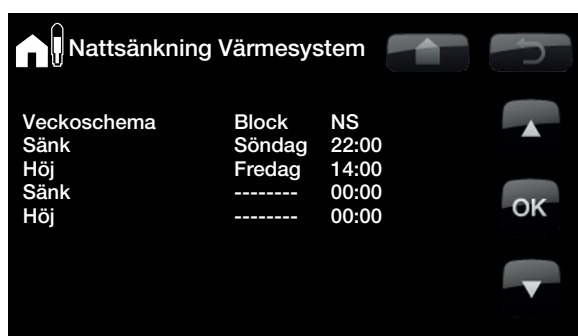 Nattsänkning Värmesystem
Veckoschema Block NS
Sänk Söndag 22:00
Höj Fredag 14:00
Sänk -------- 00:00
Höj -------- 00:00
OK